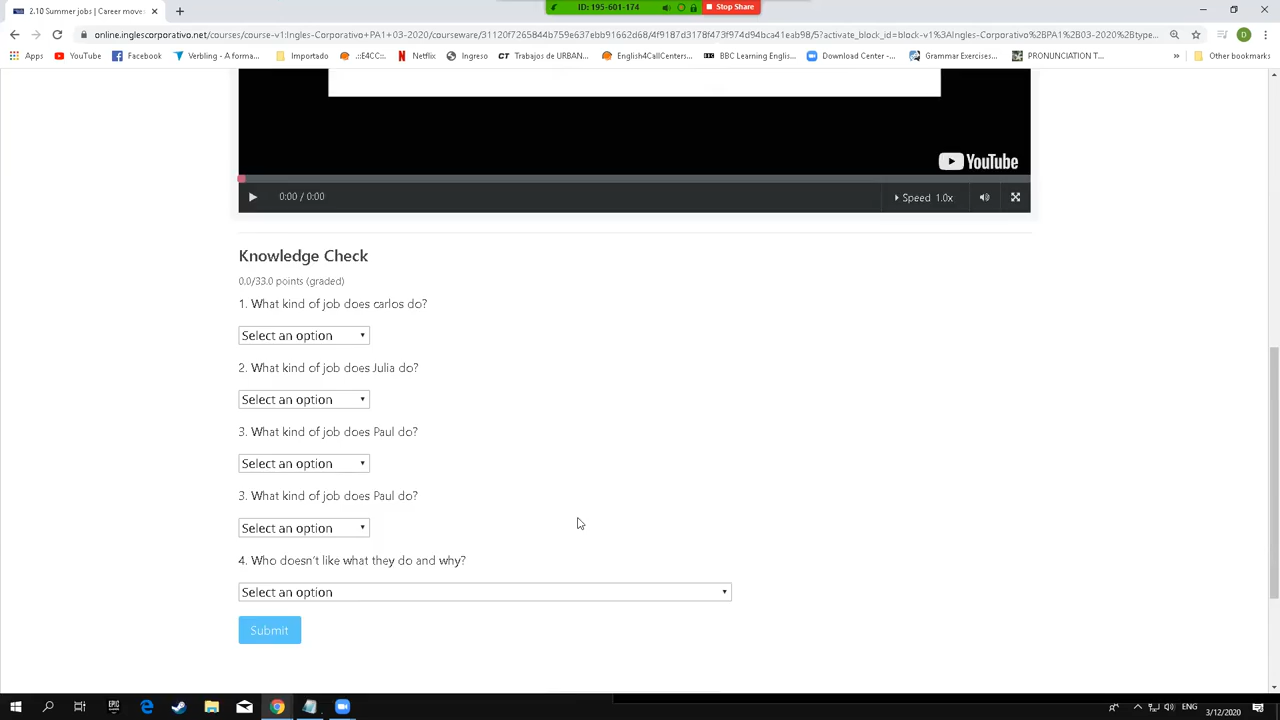 2.10 Summer jobs | Career move
ID: 195-601-174
Stop Share
online.inglescorporativo.net/courses/course-v1:Ingles-Corporativo+PA1+03-2020/courseware/31120f7265844b759e637ebb91662d68/4f9187d3178f473f974d94bca41eab98/5?activate_block_id=block-v1%3AIngles-Corporativo%2BPA1%2B03-2020%2Btype...
D
Apps
YouTube
Facebook
Verbling - A forma...
Importado
.::E4CC::.
Netflix
Ingreso
CT Trabajos de URBAN...
English4CallCenters...
BBC Learning Englis...
Download Center -...
Grammar Exercises...
PRONUNCIATION T...
»
Other bookmarks
YouTube
0:00 / 0:00
Speed 1.0x
Knowledge Check
0.0/33.0 points (graded)
1. What kind of job does carlos do?
Select an option
2. What kind of job does Julia do?
Select an option
3. What kind of job does Paul do?
Select an option
3. What kind of job does Paul do?
Select an option
4. Who doesn't like what they do and why?
Select an option
Submit
EPIC
ENG
3/12/2020